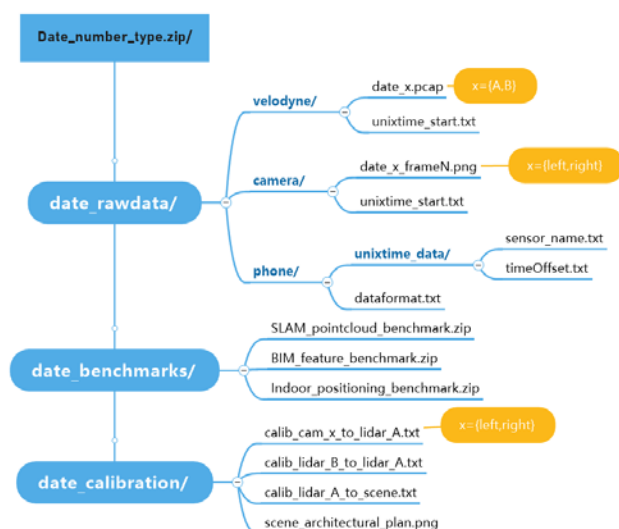 Date_number_type.zip/
date_rawdata/
velodyne/
date_x.pcap
x={A,B}
unixtime_start.txt
camera/
date_x_frameN.png
x={left,right}
unixtime_start.txt
phone/
unixtime_data/
sensor_name.txt
timeOffset.txt
dataformat.txt
date_benchmarks/
SLAM_pointcloud_benchmark.zip
BIM_feature_benchmark.zip
Indoor_positioning_benchmark.zip
date_calibration/
calib_cam_x_to_lidar_A.txt
x={left,right}
calib_lidar_B_to_lidar_A.txt
calib_lidar_A_to_scene.txt
scene_architectural_plan.png